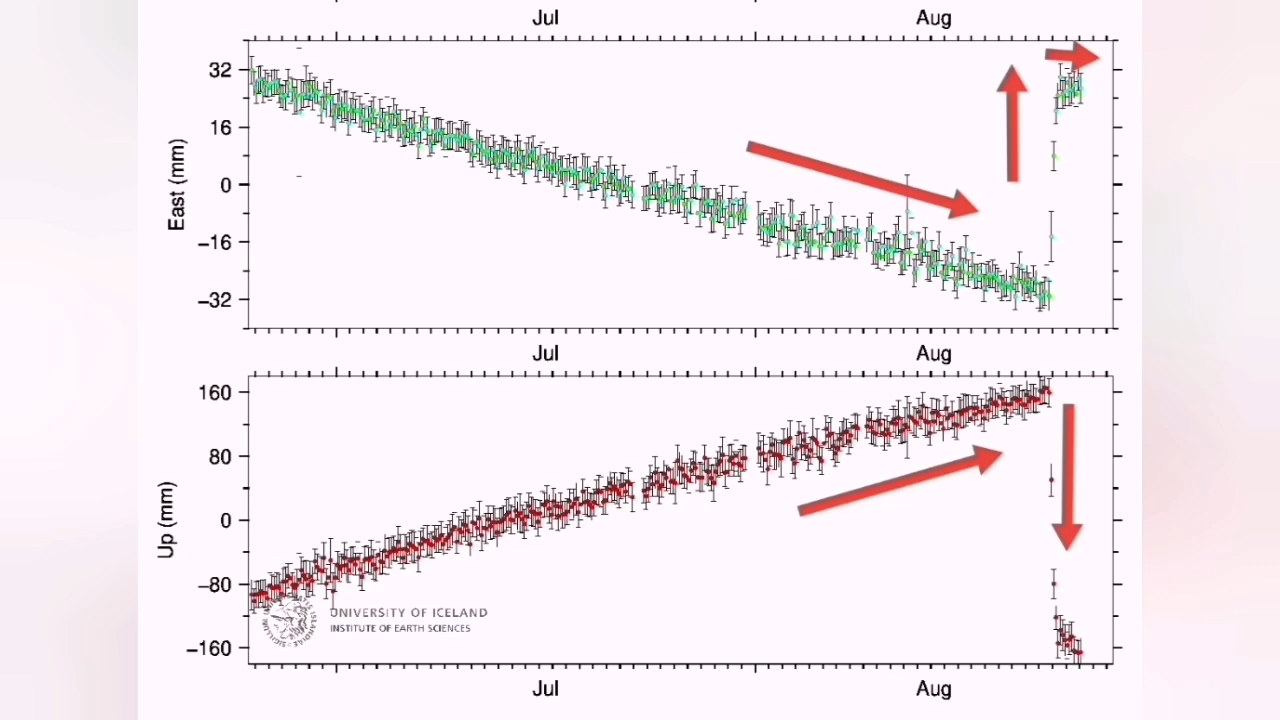 Jul Aug
32
16
0
−16
−32
East (mm)
Jul Aug
160
80
0
−80
−160
Up (mm)
UNIVERSITY OF ICELAND
INSTITUTE OF EARTH SCIENCES
Jul Aug